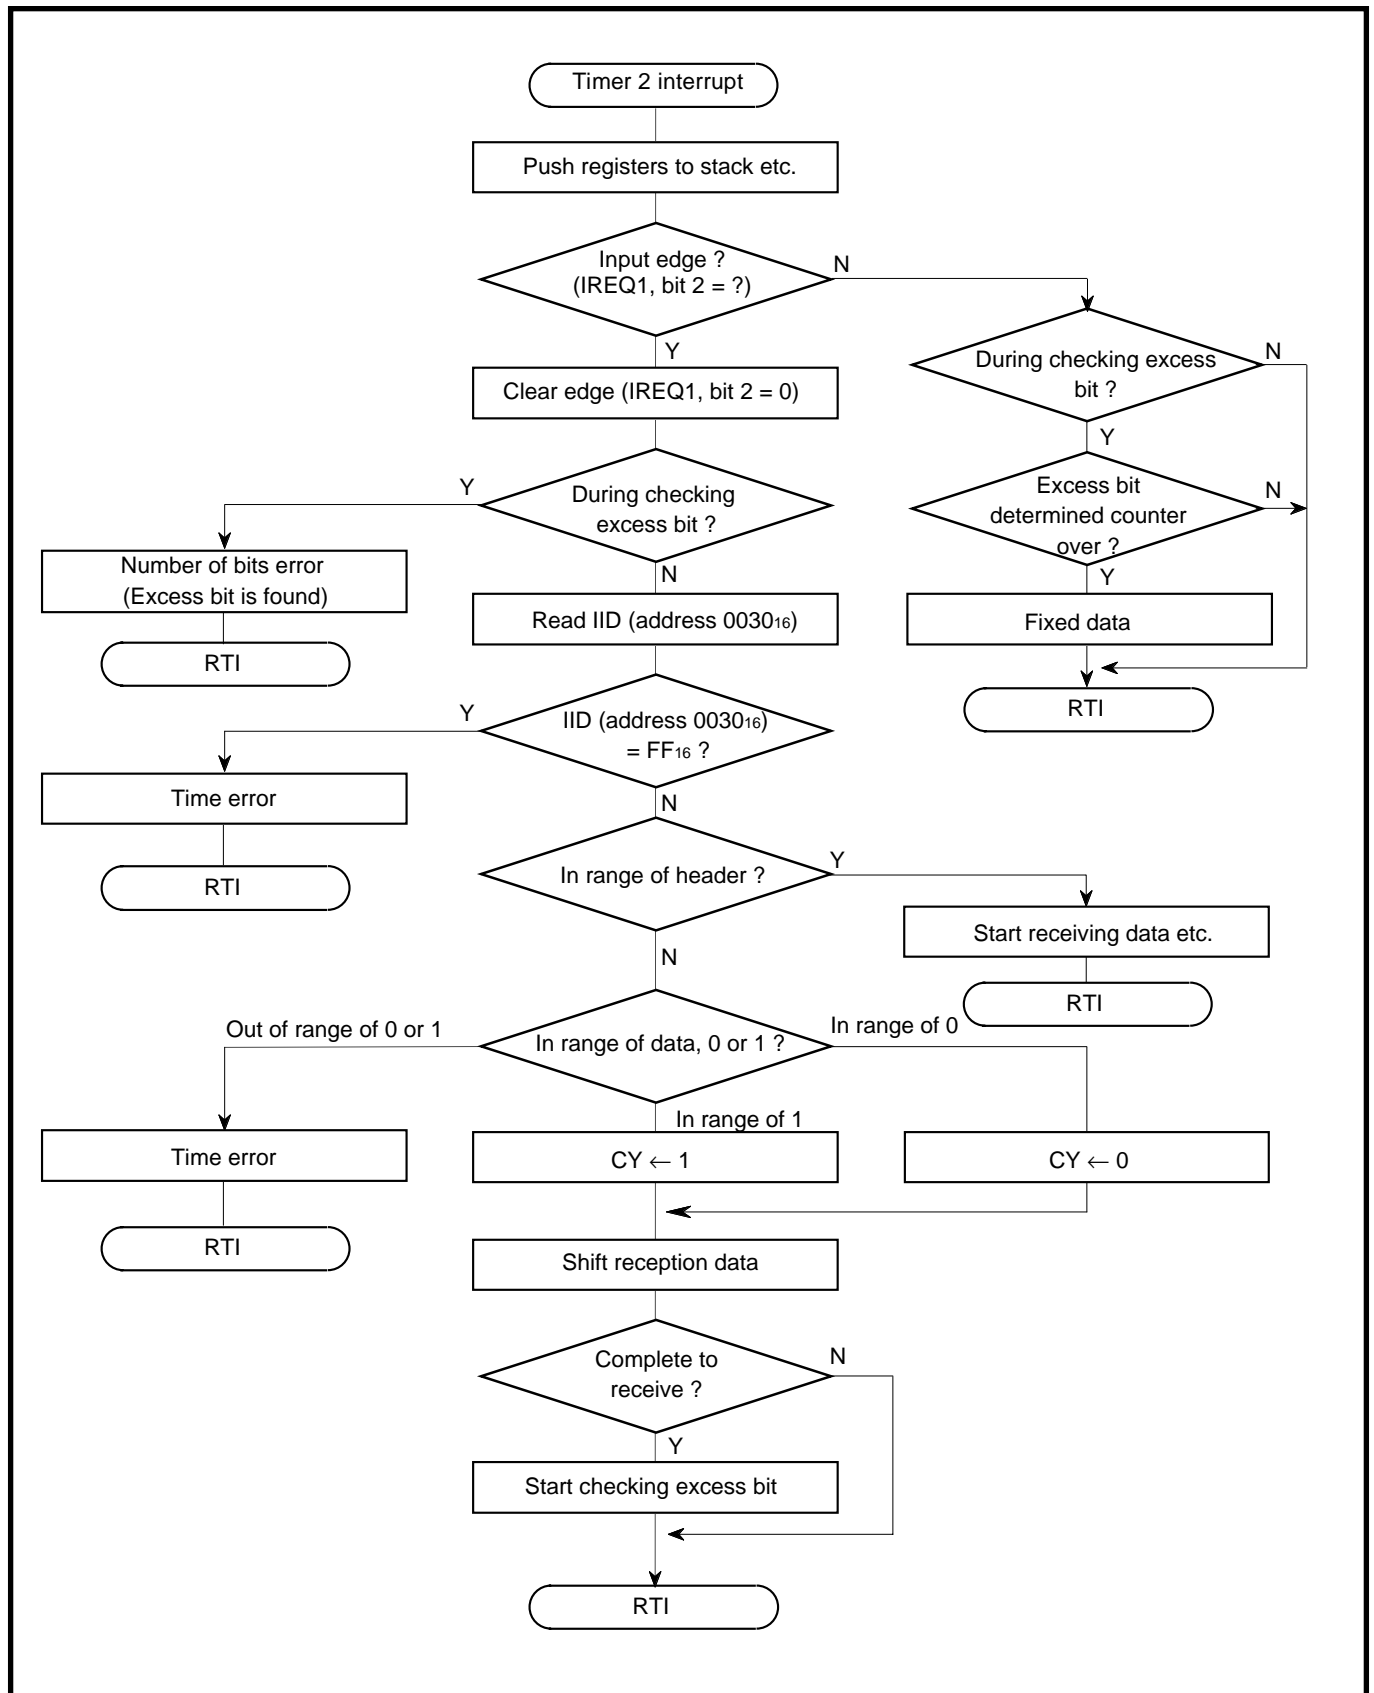 Timer 2 interrupt
Push registers to stack etc.
Input edge ?
(IREQ1, bit 2 = ?)
N
Y
During checking excess
bit ?
N
Y
Clear edge (IREQ1, bit 2 = 0)
During checking
excess bit ?
Y
N
Excess bit
determined counter
over ?
N
Y
Number of bits error
(Excess bit is found)
RTI
Read IID (address 0030₁₆)
Fixed data
RTI
IID (address 0030₁₆)
= FF₁₆ ?
Y
N
Time error
RTI
In range of header ?
Y
N
Start receiving data etc.
RTI
In range of data, 0 or 1 ?
Out of range of 0 or 1
In range of 0
In range of 1
Time error
RTI
CY ← 1
CY ← 0
Shift reception data
Complete to
receive ?
N
Y
Start checking excess bit
RTI